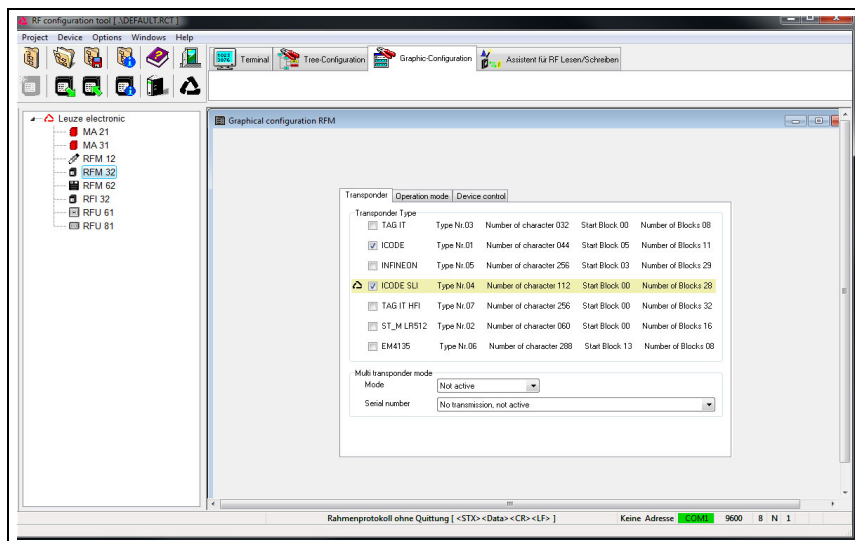 RF configuration tool [ .\DEFAULT.RCT ]
Project Device Options Windows Help
Terminal Tree-Configuration Graphic-Configuration Assistent für RF Lesen/Schreiben
Leuze electronic
MA 21
MA 31
RFM 12
RFM 32
RFM 62
RFI 32
RFU 61
RFU 81
Graphical configuration RFM
Transponder Operation mode Device control
Transponder Type
TAG IT Type Nr.03 Number of character 032 Start Block 00 Number of Blocks 08
ICODE Type Nr.01 Number of character 044 Start Block 05 Number of Blocks 11
INFINEON Type Nr.05 Number of character 256 Start Block 03 Number of Blocks 29
ICODE SLI Type Nr.04 Number of character 112 Start Block 00 Number of Blocks 28
TAG IT HFI Type Nr.07 Number of character 256 Start Block 00 Number of Blocks 32
ST_M LR512 Type Nr.02 Number of character 060 Start Block 00 Number of Blocks 16
EM4135 Type Nr.06 Number of character 288 Start Block 13 Number of Blocks 08
Multi transponder mode
Mode Not active
Serial number No transmission, not active
Rahmenprotokoll ohne Quittung [ <STX><Data><CR><LF> ] Keine Adresse COM1 9600 8 N 1